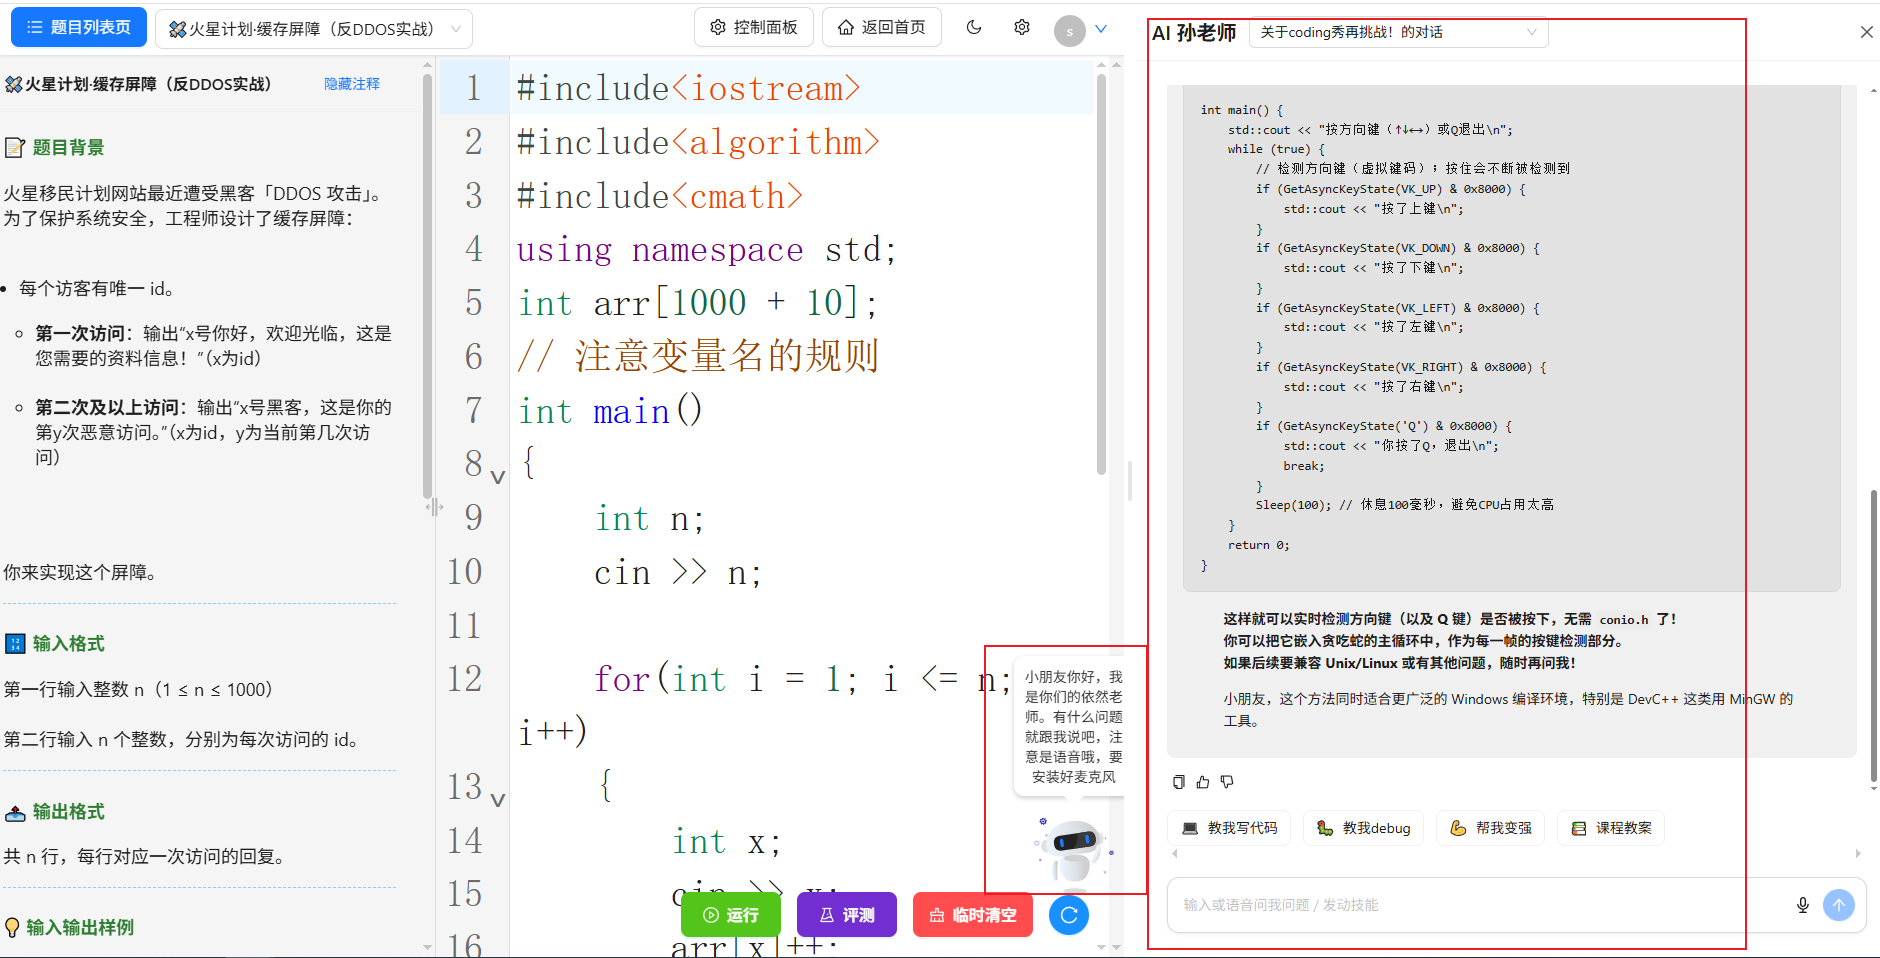 题目列表页
火星计划·缓存屏障（反DDOS实战）
控制面板
返回首页
s
火星计划·缓存屏障（反DDOS实战）
隐藏注释
题目背景
火星移民计划网站最近遭受黑客「DDOS 攻击」。
为了保护系统安全，工程师设计了缓存屏障：
每个访客有唯一 id。
第一次访问：输出“x号你好，欢迎光临，这是
您需要的资料信息！”（x为id）
第二次及以上访问：输出“x号黑客，这是你的
第y次恶意访问。”（x为id，y为当前第几次访
问）
你来实现这个屏障。
输入格式
第一行输入整数 n（1 ≤ n ≤ 1000）
第二行输入 n 个整数，分别为每次访问的 id。
输出格式
共 n 行，每行对应一次访问的回复。
输入输出样例
1 #include<iostream>
2 #include<algorithm>
3 #include<cmath>
4 using namespace std;
5 int arr[1000 + 10];
6 // 注意变量名的规则
7 int main()
8 {
9 int n;
10 cin >> n;
11
12 for(int i = 1; i <= n;
i++)
13 {
14 int x;
15 cin >> x;
16 arr[x]++;
小朋友你好，我
是你们的依然老
师。有什么问题
就跟我说吧，注
意是语音哦，要
安装好麦克风
运行
评测
临时清空
AI 孙老师
关于coding秀再挑战！的对话
int main() {
std::cout << "按方向键（↑↓←→）或Q退出\n";
while (true) {
// 检测方向键（虚拟键码）；按住会不断被检测到
if (GetAsyncKeyState(VK_UP) & 0x8000) {
std::cout << "按了上键\n";
}
if (GetAsyncKeyState(VK_DOWN) & 0x8000) {
std::cout << "按了下键\n";
}
if (GetAsyncKeyState(VK_LEFT) & 0x8000) {
std::cout << "按了左键\n";
}
if (GetAsyncKeyState(VK_RIGHT) & 0x8000) {
std::cout << "按了右键\n";
}
if (GetAsyncKeyState('Q') & 0x8000) {
std::cout << "你按了Q，退出\n";
break;
}
Sleep(100); // 休息100毫秒，避免CPU占用太高
}
return 0;
}
这样就可以实时检测方向键（以及 Q 键）是否被按下，无需 conio.h 了！
你可以把它嵌入贪吃蛇的主循环中，作为每一帧的按键检测部分。
如果后续要兼容 Unix/Linux 或有其他问题，随时再问我！
小朋友，这个方法同时适合更广泛的 Windows 编译环境，特别是 DevC++ 这类用 MinGW 的
工具。
教我写代码
教我debug
帮我变强
课程教案
输入或语音问我问题 / 发动技能